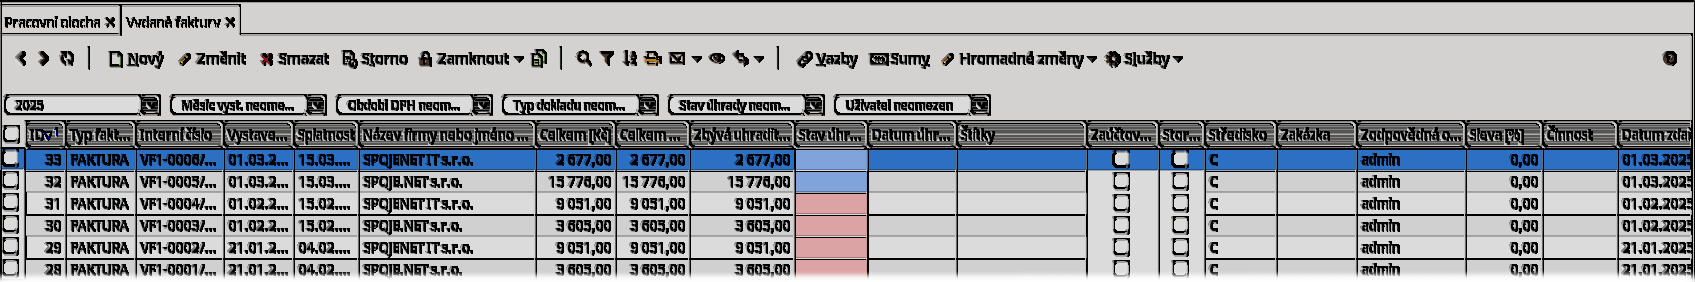 Pracovní plocha Vydané faktury
Nový Změnit Smazat Storno Zamknout Vazby Sumy Hromadné změny Služby
2025 Měsíc vyst. neome... Období DPH neom... Typ dokladu neom... Stav úhrady neom... Uživatel neomezen
ID 1 Typ fakt... Interní číslo Vystave... Splatnost Název firmy nebo jméno ... Celkem [Kč] Celkem... Zbývá uhradit... Stav úhr... Datum úhr... Štítky Zaúčtov... Stor... Středisko Zakázka Zodpovědná o... Sleva [%] Činnost Datum zdan
33 FAKTURA VF1-0006/... 01.03.2... 15.03.... SPOJENET IT s.r.o. 2 677,00 2 677,00 2 677,00 C admin 0,00 01.03.2025
32 FAKTURA VF1-0005/... 01.03.2... 15.03.... SPOJE.NET s.r.o. 15 776,00 15 776,00 15 776,00 C admin 0,00 01.03.2025
31 FAKTURA VF1-0004/... 01.02.2... 15.02.... SPOJENET IT s.r.o. 9 051,00 9 051,00 9 051,00 C admin 0,00 01.02.2025
30 FAKTURA VF1-0003/... 01.02.2... 15.02.... SPOJE.NET s.r.o. 3 605,00 3 605,00 3 605,00 C admin 0,00 01.02.2025
29 FAKTURA VF1-0002/... 21.01.2... 04.02.... SPOJENET IT s.r.o. 9 051,00 9 051,00 9 051,00 C admin 0,00 21.01.2025
28 FAKTURA VF1-0001/... 21.01.2... 04.02.... SPOJE.NET s.r.o. 3 605,00 3 605,00 3 605,00 C admin 0,00 21.01.2025